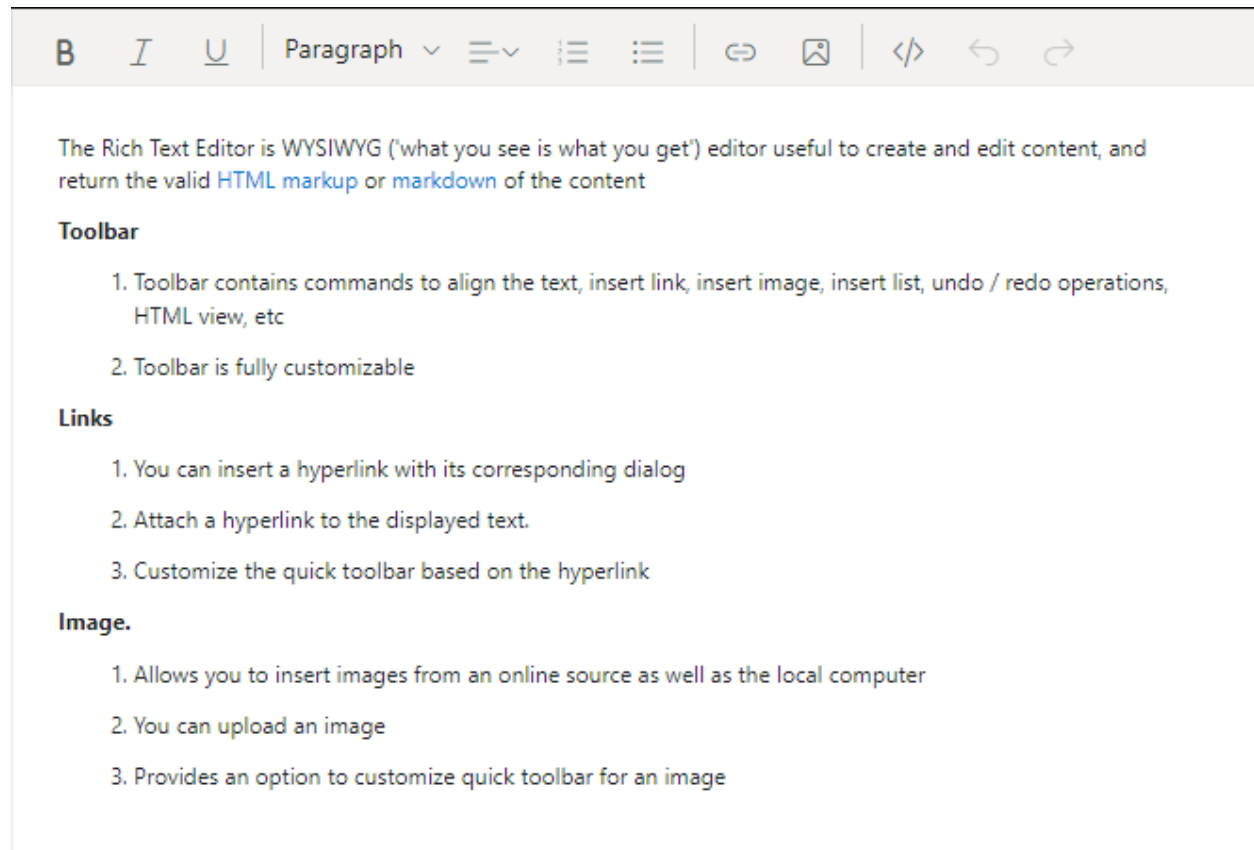 B I U Paragraph </>
The Rich Text Editor is WYSIWYG ('what you see is what you get') editor useful to create and edit content, and
return the valid HTML markup or markdown of the content
Toolbar
1. Toolbar contains commands to align the text, insert link, insert image, insert list, undo / redo operations,
HTML view, etc
2. Toolbar is fully customizable
Links
1. You can insert a hyperlink with its corresponding dialog
2. Attach a hyperlink to the displayed text.
3. Customize the quick toolbar based on the hyperlink
Image.
1. Allows you to insert images from an online source as well as the local computer
2. You can upload an image
3. Provides an option to customize quick toolbar for an image